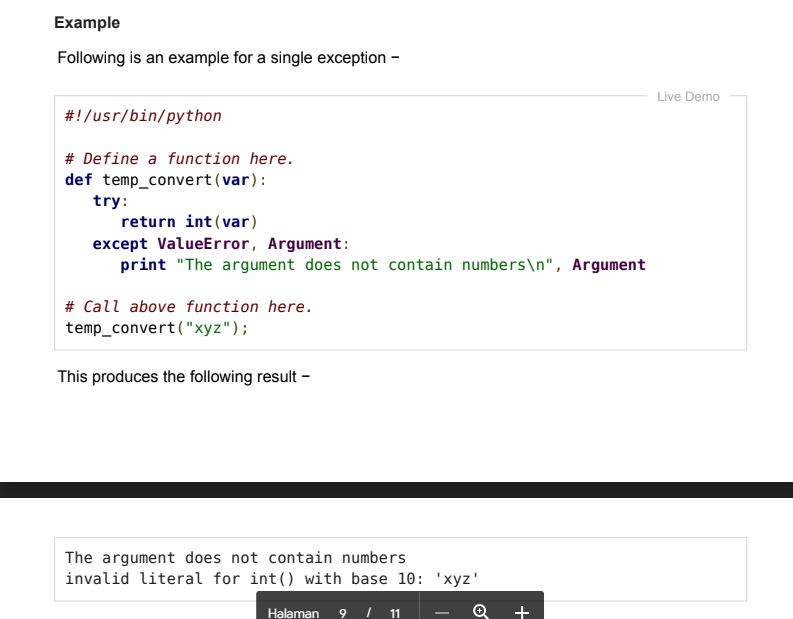 Example
Following is an example for a single exception −
Live Demo
#!/usr/bin/python
# Define a function here.
def temp_convert(var):
   try:
      return int(var)
   except ValueError, Argument:
      print "The argument does not contain numbers\n", Argument
# Call above function here.
temp_convert("xyz");
This produces the following result −
The argument does not contain numbers
invalid literal for int() with base 10: 'xyz'
Halaman 9 / 11 — +